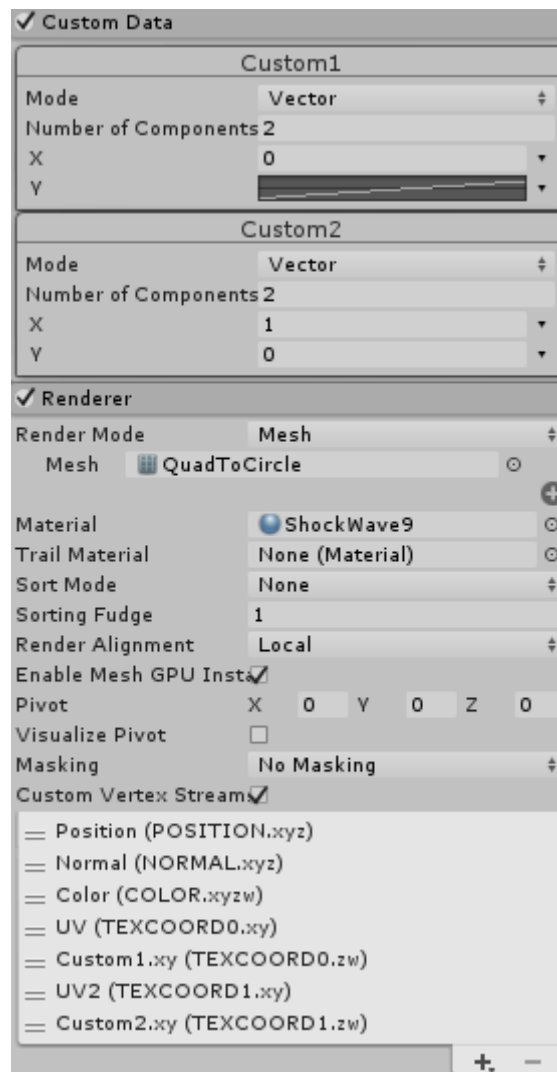 Custom Data
Custom1
Mode Vector
Number of Components 2
X 0
Y
Custom2
Mode Vector
Number of Components 2
X 1
Y 0
Renderer
Render Mode Mesh
Mesh QuadToCircle
Material ShockWave9
Trail Material None (Material)
Sort Mode None
Sorting Fudge 1
Render Alignment Local
Enable Mesh GPU Insta
Pivot X 0 Y 0 Z 0
Visualize Pivot
Masking No Masking
Custom Vertex Stream
Position (POSITION.xyz)
Normal (NORMAL.xyz)
Color (COLOR.xyzw)
UV (TEXCOORD0.xy)
Custom1.xy (TEXCOORD0.zw)
UV2 (TEXCOORD1.xy)
Custom2.xy (TEXCOORD1.zw)